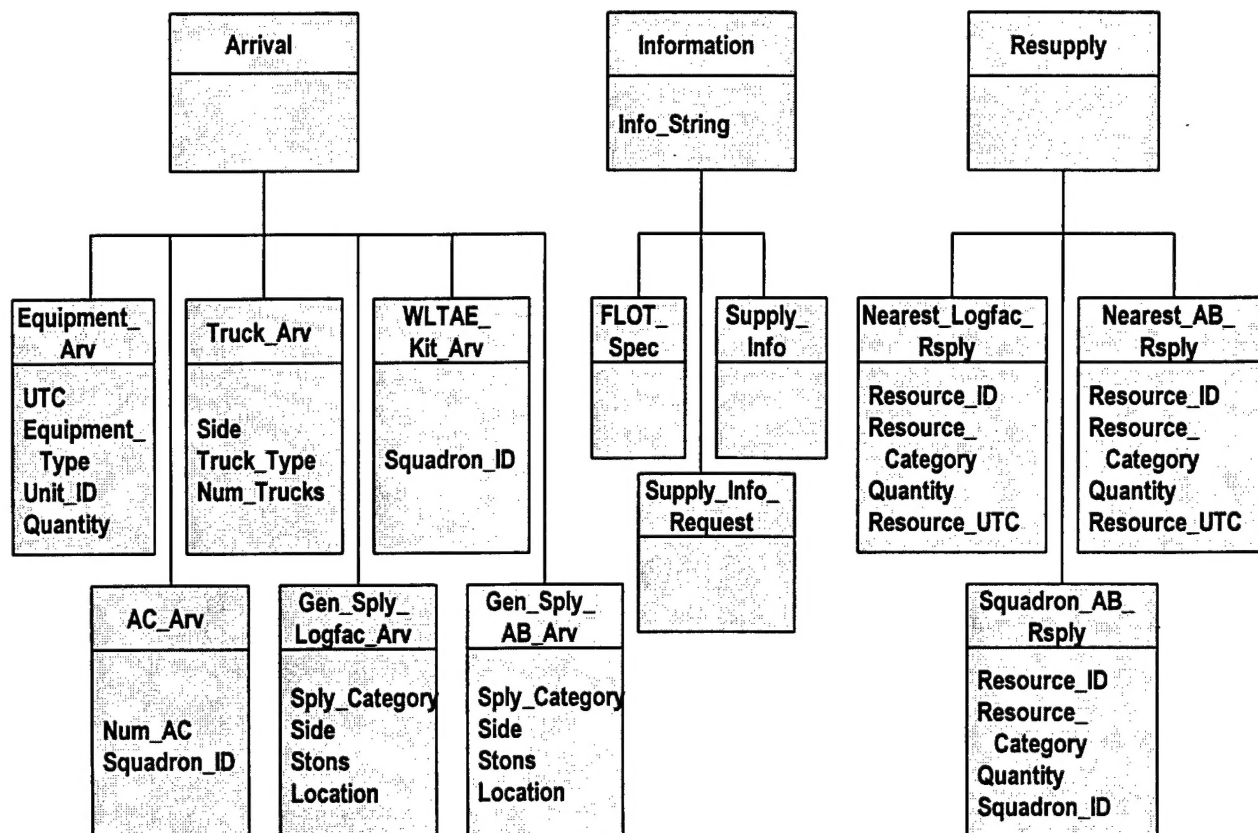 Arrival
Information
Info_String
Resupply
Equipment_
Arv
UTC
Equipment_
Type
Unit_ID
Quantity
Truck_Arv
Side
Truck_Type
Num_Trucks
WLTAE_
Kit_Arv
Squadron_ID
FLOT_
Spec
Supply_
Info
Supply_Info_
Request
Nearest_Logfac_
Rsply
Resource_ID
Resource_
Category
Quantity
Resource_UTC
Nearest_AB_
Rsply
Resource_ID
Resource_
Category
Quantity
Resource_UTC
AC_Arv
Num_AC
Squadron_ID
Gen_Sply_
Logfac_Arv
Sply_Category
Side
Stons
Location
Gen_Sply_
AB_Arv
Sply_Category
Side
Stons
Location
Squadron_AB_
Rsply
Resource_ID
Resource_
Category
Quantity
Squadron_ID